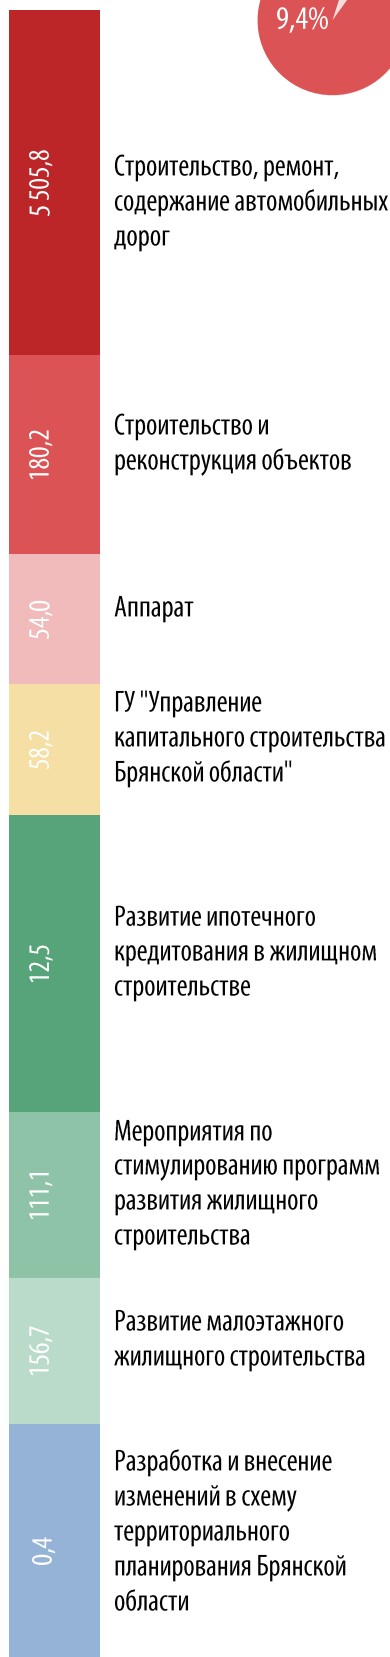 9,4%
5 505,8
Строительство, ремонт,
содержание автомобильных
дорог
180,2
Строительство и
реконструкция объектов
54,0
Аппарат
58,2
ГУ "Управление
капитального строительства
Брянской области"
12,5
Развитие ипотечного
кредитования в жилищном
строительстве
111,1
Мероприятия по
стимулированию программ
развития жилищного
строительства
156,7
Развитие малоэтажного
жилищного строительства
0,4
Разработка и внесение
изменений в схему
территориального
планирования Брянской
области